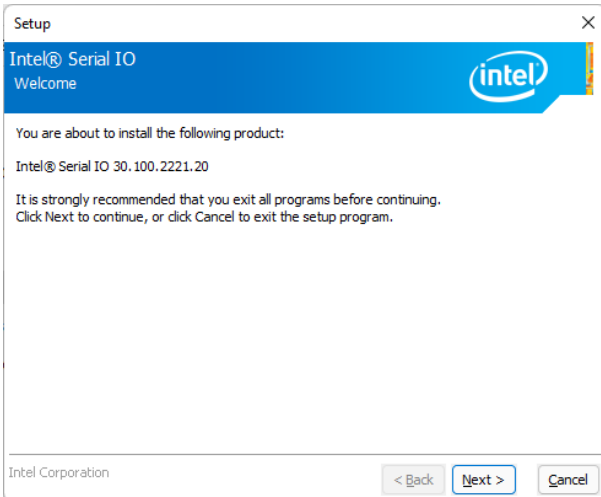 Setup
Intel® Serial IO
Welcome
intel
You are about to install the following product:
Intel® Serial IO 30.100.2221.20
It is strongly recommended that you exit all programs before continuing.
Click Next to continue, or click Cancel to exit the setup program.
Intel Corporation
< Back Next > Cancel